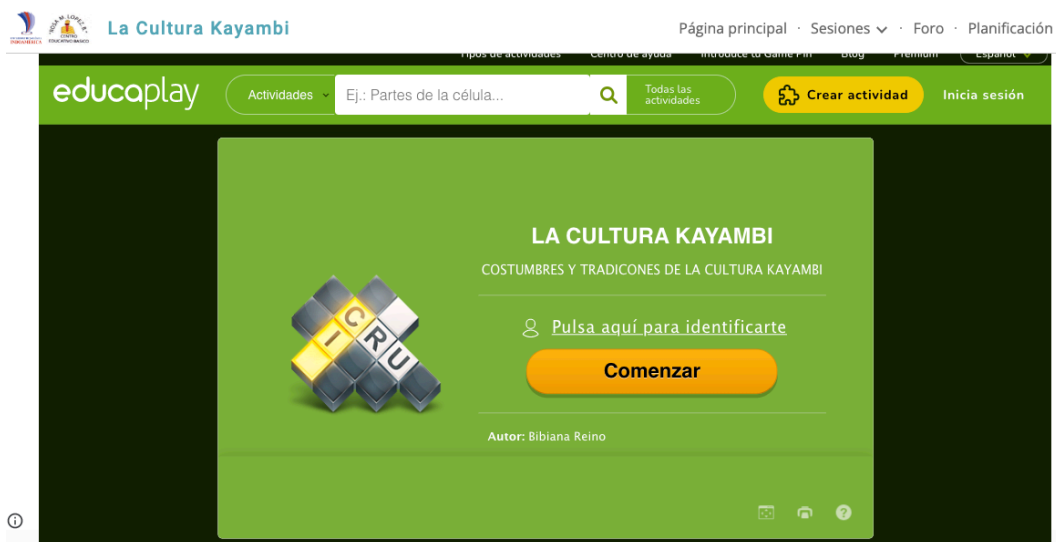 La Cultura Kayambi
Página principal · Sesiones · Foro · Planificación
Tipos de actividades Centro de ayuda Introduce tu Game Pin Blog Premium Español
educaplay
Actividades
Ej.: Partes de la célula...
Todas las
actividades
Crear actividad
Inicia sesión
LA CULTURA KAYAMBI
COSTUMBRES Y TRADICONES DE LA CULTURA KAYAMBI
Pulsa aquí para identificarte
Comenzar
Autor: Bibiana Reino
C
I R
U